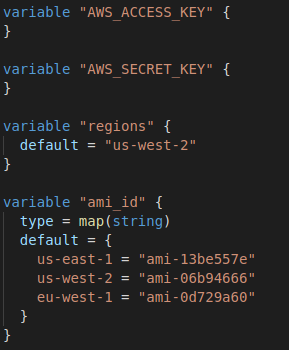 variable "AWS_ACCESS_KEY" {
}
variable "AWS_SECRET_KEY" {
}
variable "regions" {
  default = "us-west-2"
}
variable "ami_id" {
  type = map(string)
  default = {
    us-east-1 = "ami-13be557e"
    us-west-2 = "ami-06b94666"
    eu-west-1 = "ami-0d729a60"
  }
}